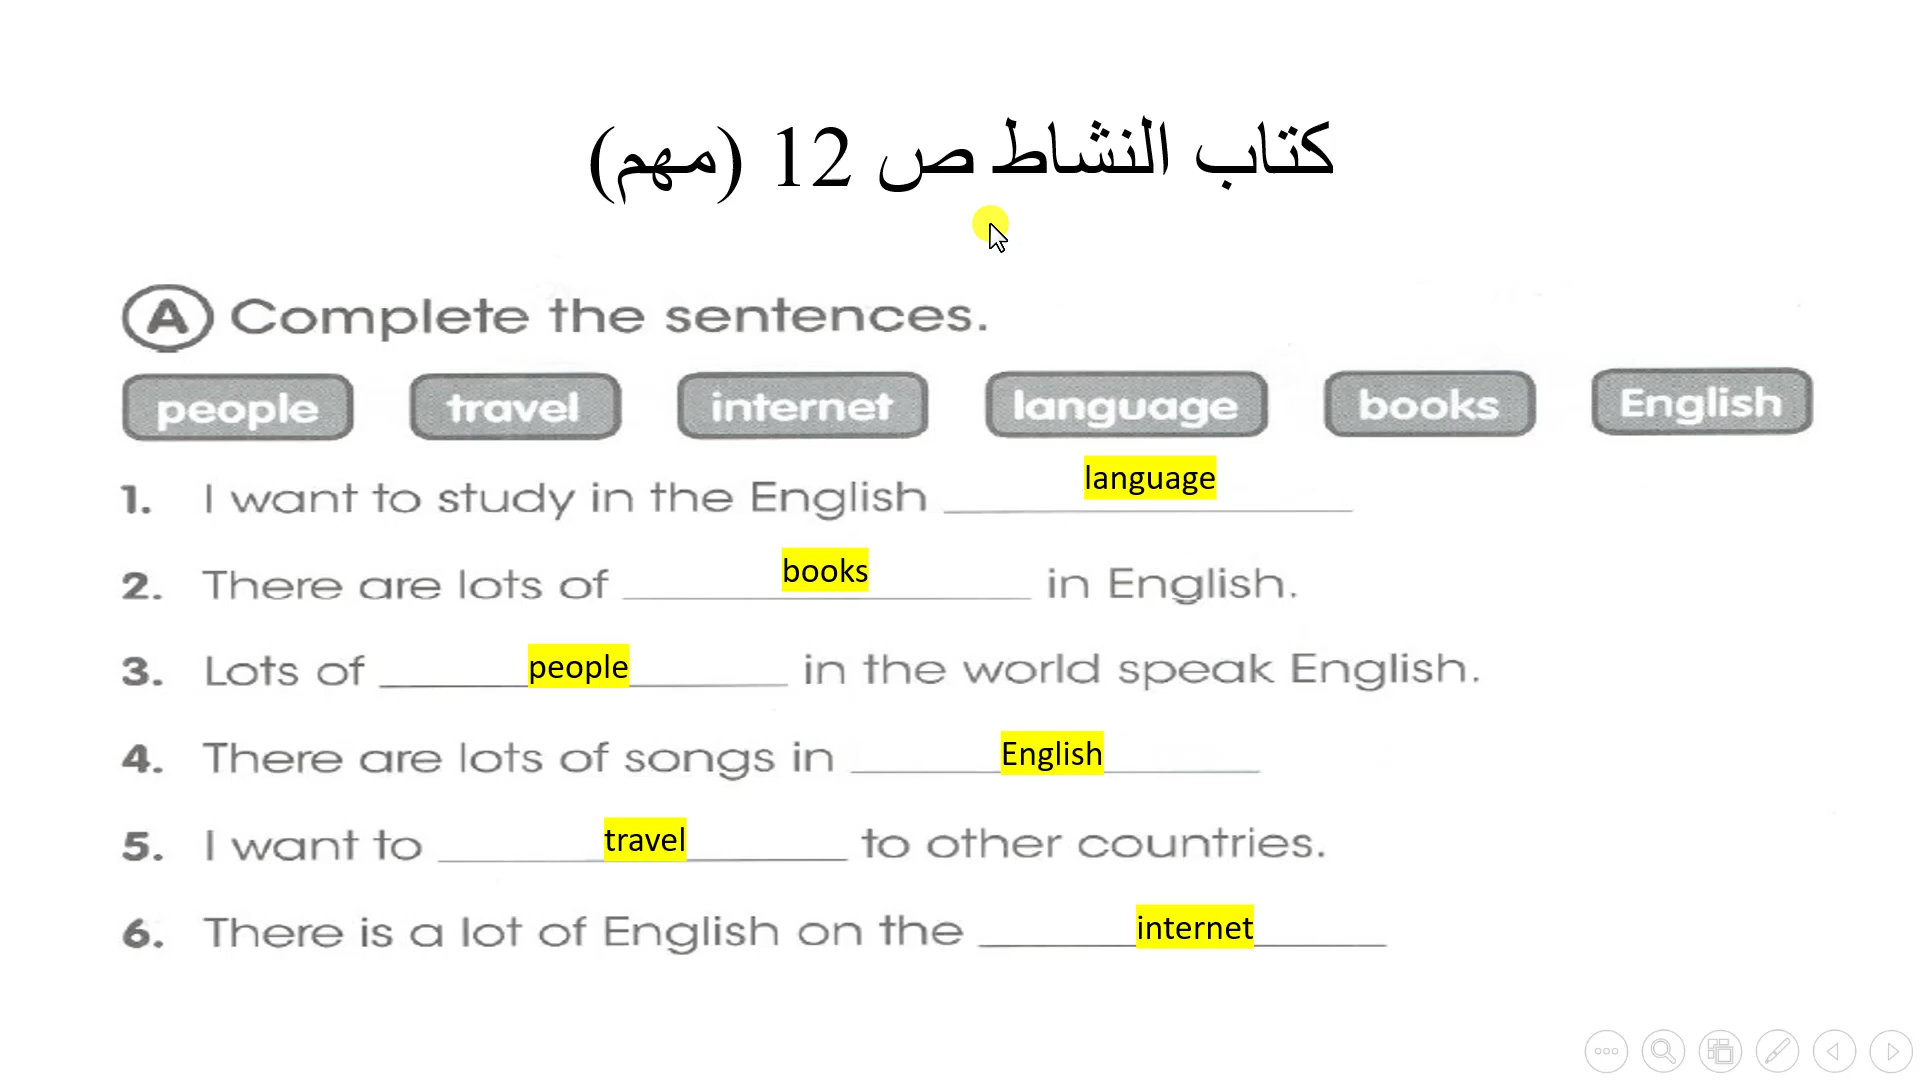 كتاب النشاط ص 12 (مهم)
A Complete the sentences.
people travel internet language books English
1. I want to study in the English language
2. There are lots of books in English.
3. Lots of people in the world speak English.
4. There are lots of songs in English
5. I want to travel to other countries.
6. There is a lot of English on the internet